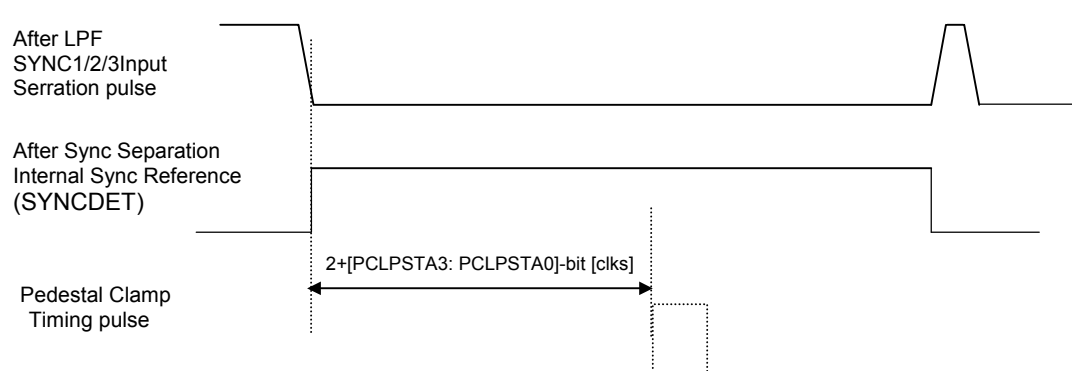 After LPF
SYNC1/2/3Input
Serration pulse
After Sync Separation
Internal Sync Reference
(SYNCDET)
2+[PCLPSTA3: PCLPSTA0]-bit [clks]
Pedestal Clamp
Timing pulse